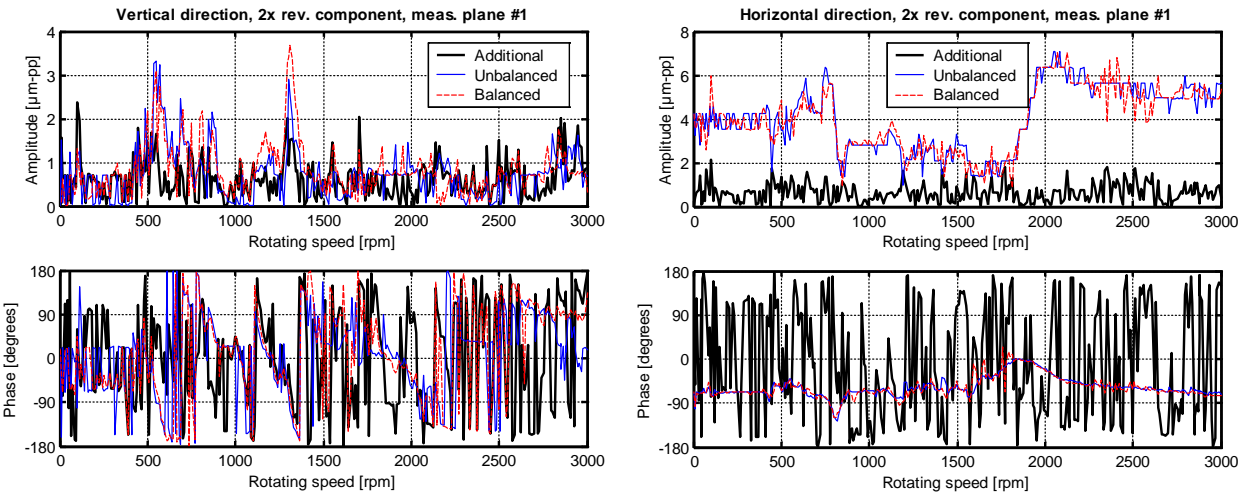 Vertical direction, 2x rev. component, meas. plane #1
Amplitude [µm-pp]
4
3
2
1
0
Additional
Unbalanced
Balanced
0 500 1000 1500 2000 2500 3000
Rotating speed [rpm]
Phase [degrees]
180
90
0
-90
-180
0 500 1000 1500 2000 2500 3000
Rotating speed [rpm]
Horizontal direction, 2x rev. component, meas. plane #1
Amplitude [µm-pp]
8
6
4
2
0
Additional
Unbalanced
Balanced
0 500 1000 1500 2000 2500 3000
Rotating speed [rpm]
Phase [degrees]
180
90
0
-90
-180
0 500 1000 1500 2000 2500 3000
Rotating speed [rpm]